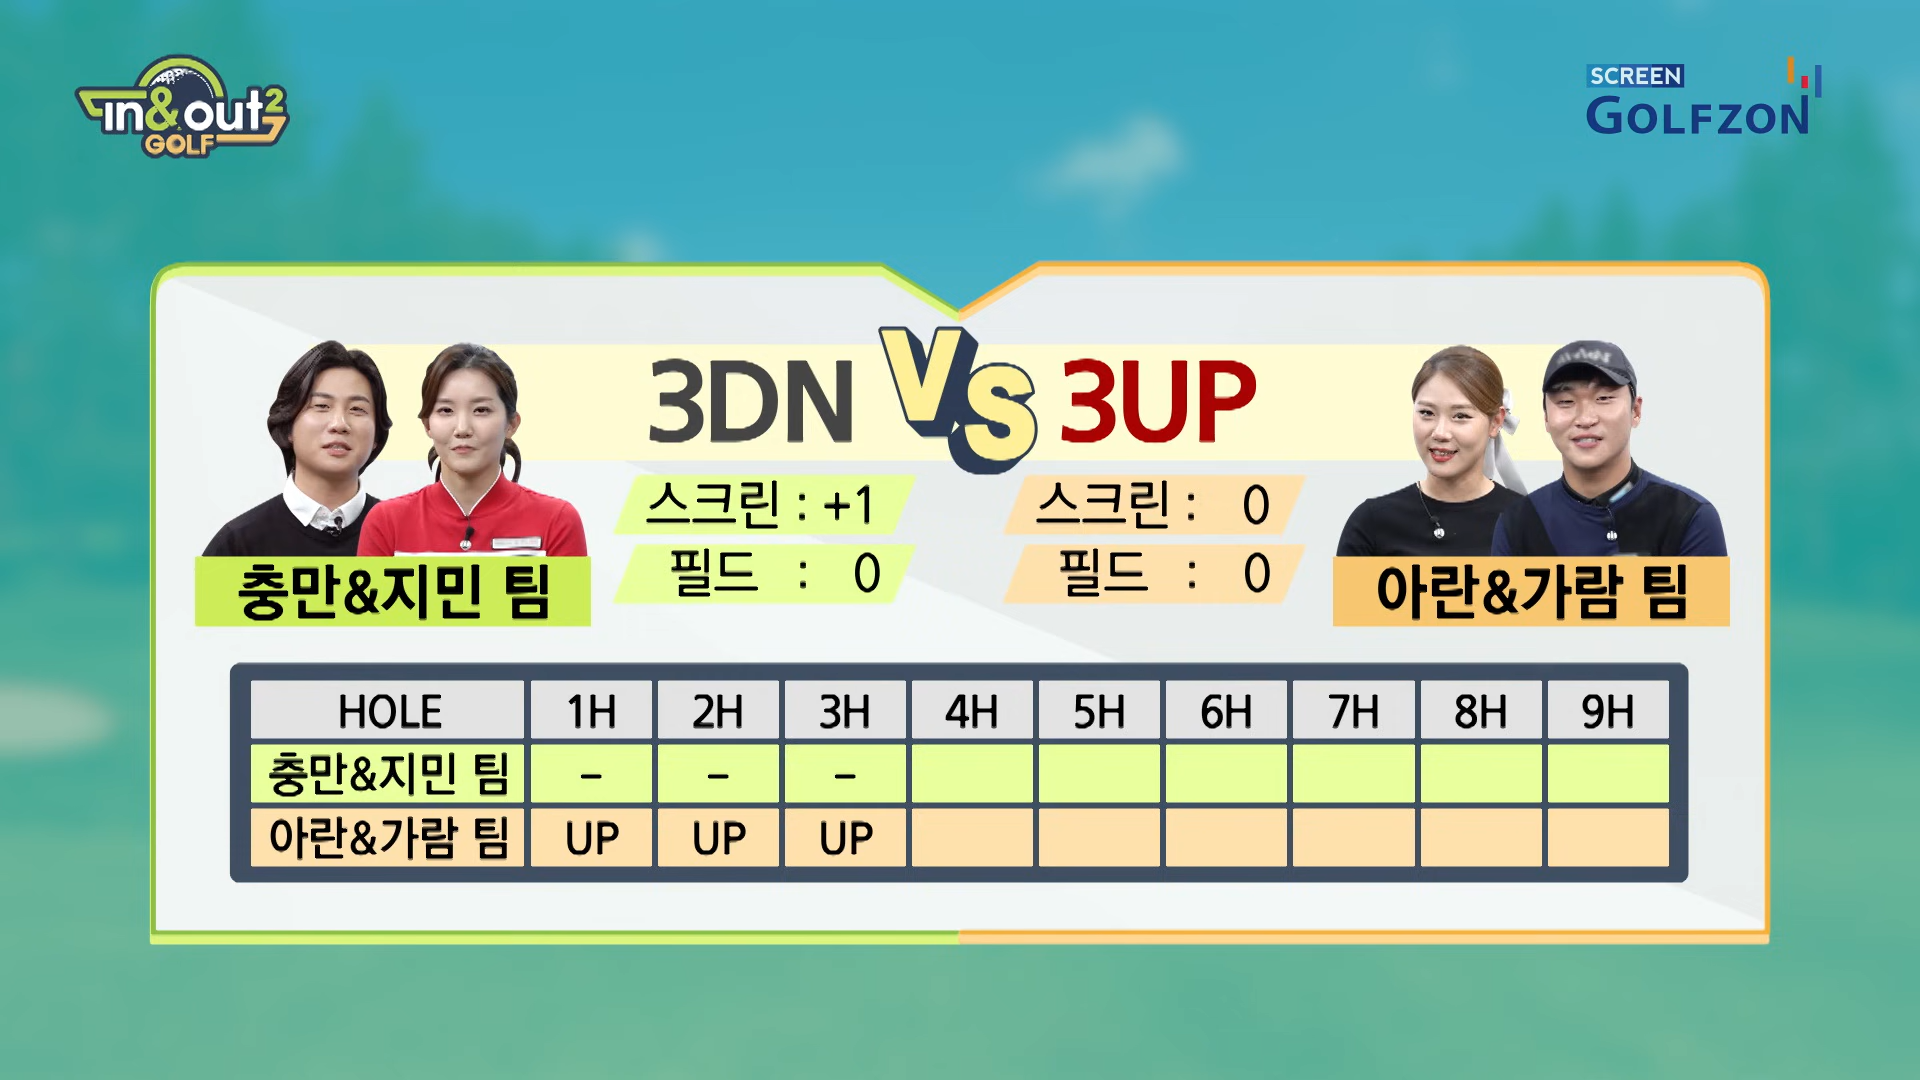 in&out2
GOLF
SCREEN
GOLFZON
3DN VS 3UP
스크린 : +1
필드 : 0
스크린 : 0
필드 : 0
충만&지민 팀
아란&가람 팀
HOLE 1H 2H 3H 4H 5H 6H 7H 8H 9H
충만&지민 팀 – – –
아란&가람 팀 UP UP UP